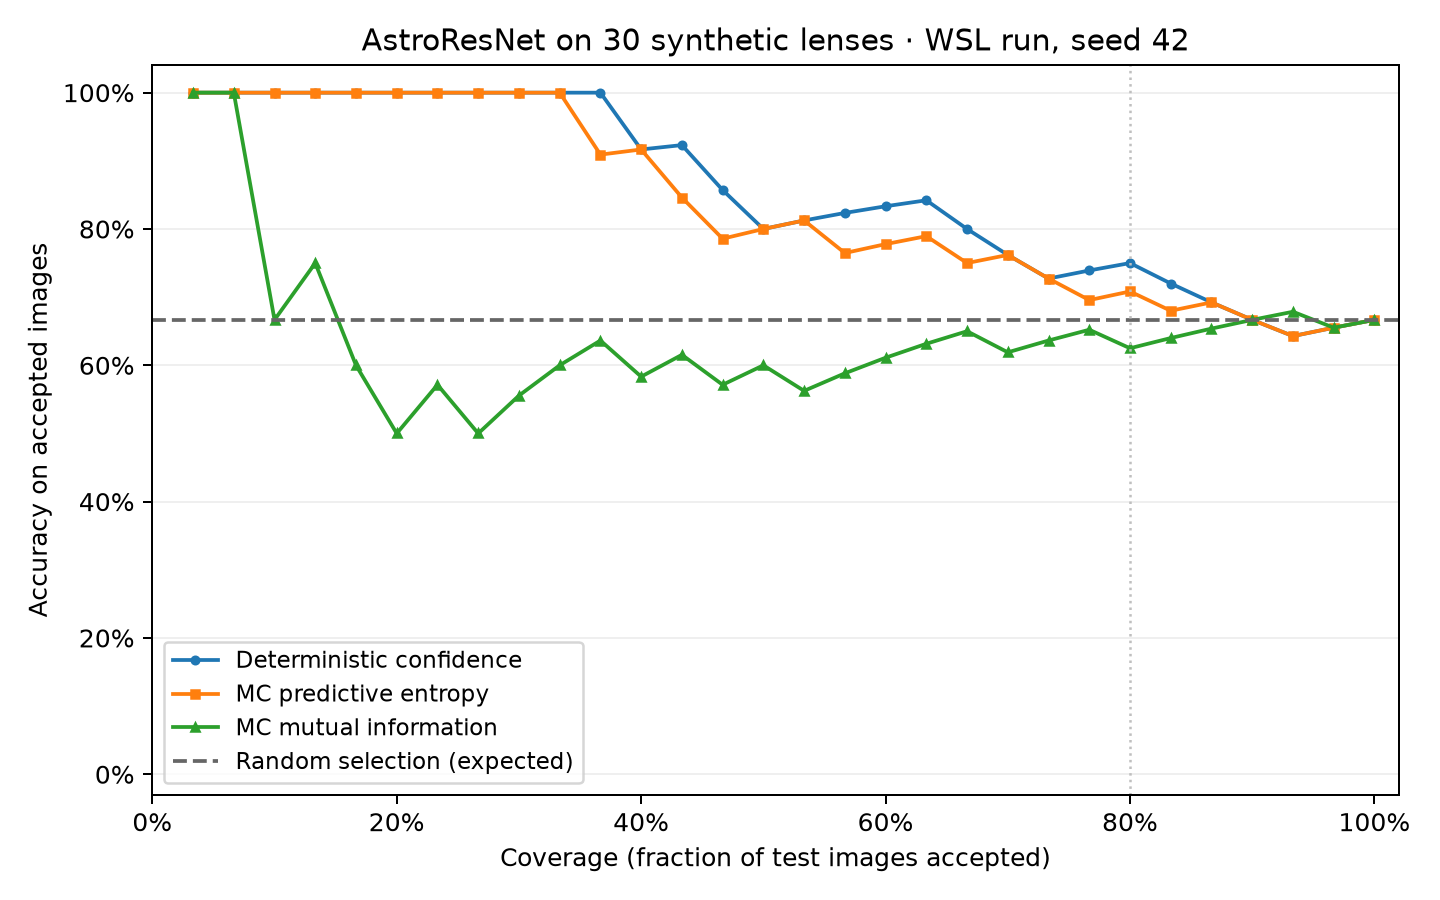 AstroResNet on 30 synthetic lenses · WSL run, seed 42
100%
80%
60%
40%
20%
0%
Accuracy on accepted images
Deterministic confidence
MC predictive entropy
MC mutual information
Random selection (expected)
0%
20%
40%
60%
80%
100%
Coverage (fraction of test images accepted)